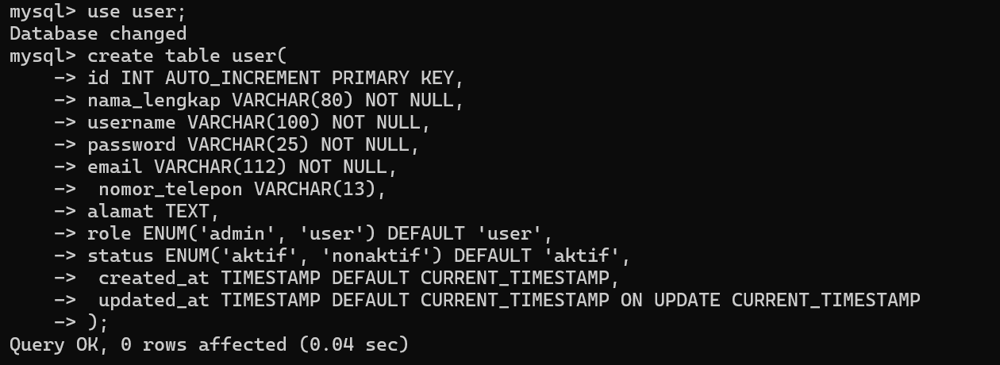 mysql> use user;
Database changed
mysql> create table user(
    -> id INT AUTO_INCREMENT PRIMARY KEY,
    -> nama_lengkap VARCHAR(80) NOT NULL,
    -> username VARCHAR(100) NOT NULL,
    -> password VARCHAR(25) NOT NULL,
    -> email VARCHAR(112) NOT NULL,
    ->  nomor_telepon VARCHAR(13),
    -> alamat TEXT,
    -> role ENUM('admin', 'user') DEFAULT 'user',
    -> status ENUM('aktif', 'nonaktif') DEFAULT 'aktif',
    ->  created_at TIMESTAMP DEFAULT CURRENT_TIMESTAMP,
    ->  updated_at TIMESTAMP DEFAULT CURRENT_TIMESTAMP ON UPDATE CURRENT_TIMESTAMP
    -> );
Query OK, 0 rows affected (0.04 sec)